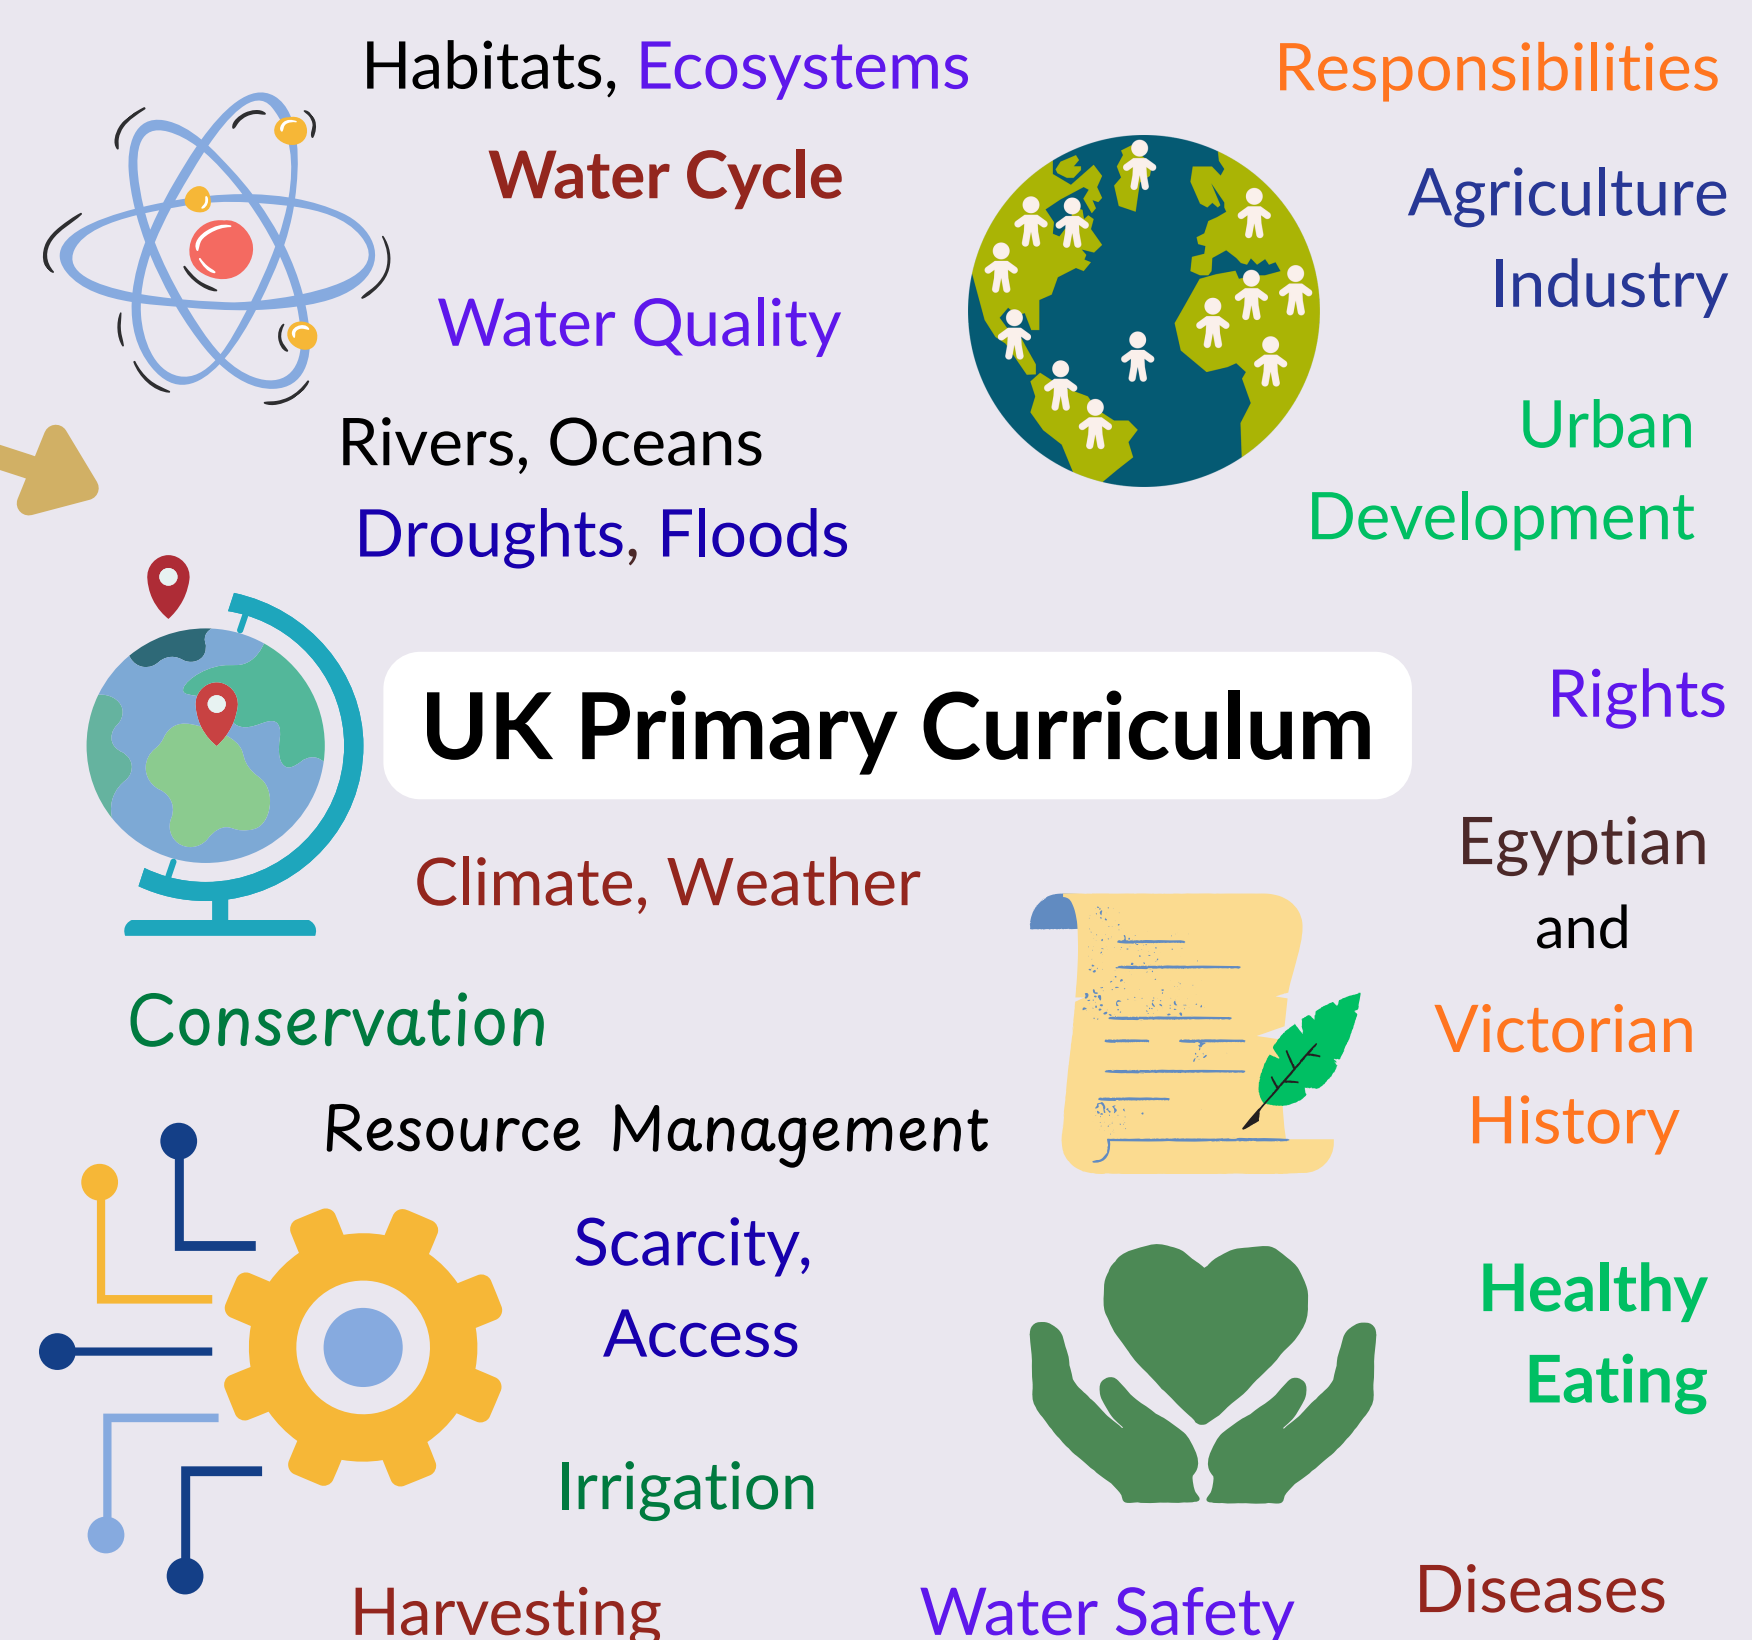 Habitats, Ecosystems
Water Cycle
Water Quality
Rivers, Oceans
Droughts, Floods
Responsibilities
Agriculture
Industry
Urban
Development
Rights
UK Primary Curriculum
Climate, Weather
Conservation
Resource Management
Scarcity,
Access
Irrigation
Harvesting
Egyptian
and
Victorian
History
Healthy
Eating
Water Safety
Diseases